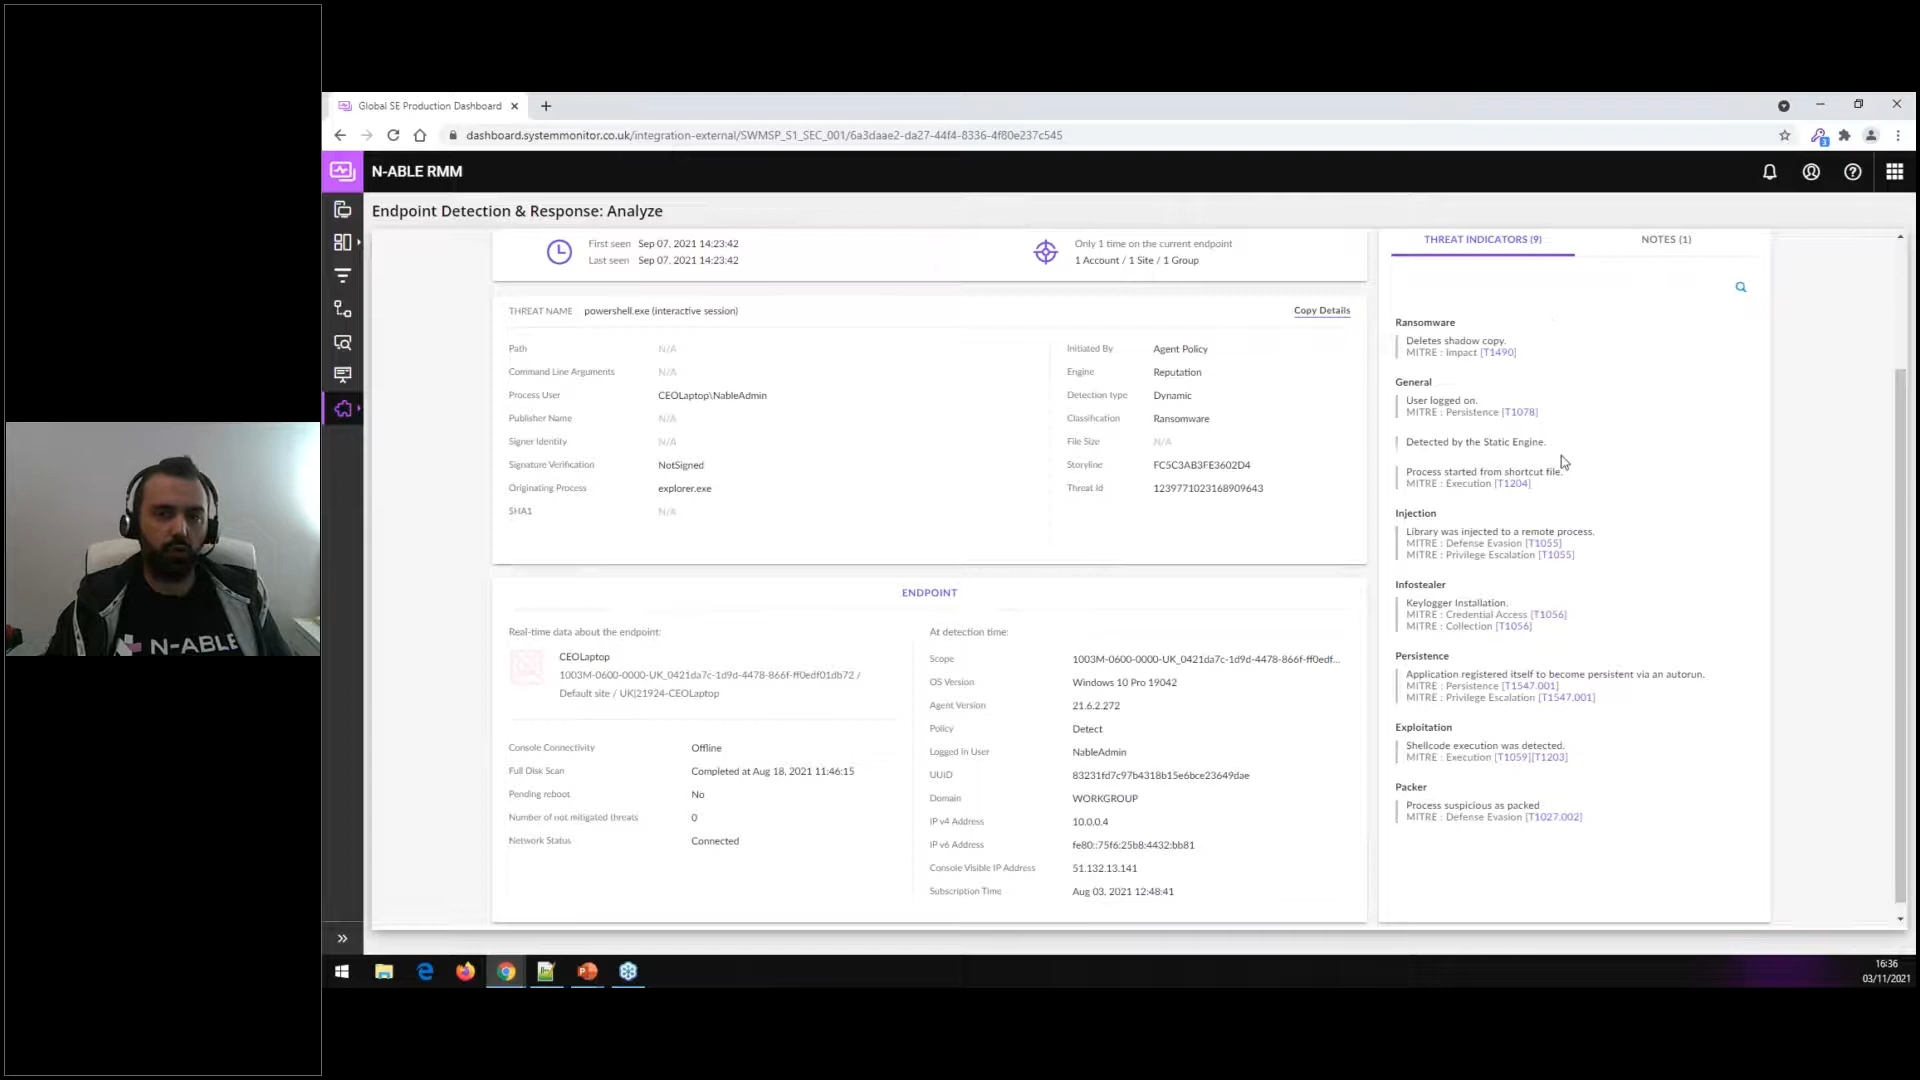 Global SE Production Dashboard
dashboard.systemmonitor.co.uk/integration-external/SWMSP_S1_SEC_001/6a3daae2-da27-44f4-8336-4f80e237c545
N-ABLE RMM
Endpoint Detection & Response: Analyze
First seen Sep 07, 2021 14:23:42
Last seen Sep 07, 2021 14:23:42
Only 1 time on the current endpoint
1 Account / 1 Site / 1 Group
THREAT NAME powershell.exe (interactive session)
Copy Details
Path N/A
Command Line Arguments N/A
Process User CEOLaptop\NableAdmin
Publisher Name N/A
Signer Identity N/A
Signature Verification NotSigned
Originating Process explorer.exe
SHA1 N/A
Initiated By Agent Policy
Engine Reputation
Detection type Dynamic
Classification Ransomware
File Size N/A
Storyline FC5C3AB3FE3602D4
Threat Id 1239771023168909643
ENDPOINT
Real-time data about the endpoint:
CEOLaptop
1003M-0600-0000-UK_0421da7c-1d9d-4478-866f-ff0edf01db72 /
Default site / UK|21924-CEOLaptop
Console Connectivity Offline
Full Disk Scan Completed at Aug 18, 2021 11:46:15
Pending reboot No
Number of not mitigated threats 0
Network Status Connected
At detection time:
Scope 1003M-0600-0000-UK_0421da7c-1d9d-4478-866f-ff0edf...
OS Version Windows 10 Pro 19042
Agent Version 21.6.2.272
Policy Detect
Logged In User NableAdmin
UUID 83231fd7c97b4318b15e6bce23649dae
Domain WORKGROUP
IP v4 Address 10.0.0.4
IP v6 Address fe80::75f6:25b8:4432:bb81
Console Visible IP Address 51.132.13.141
Subscription Time Aug 03, 2021 12:48:41
THREAT INDICATORS (9)
NOTES (1)
Ransomware
Deletes shadow copy.
MITRE : Impact [T1490]
General
User logged on.
MITRE : Persistence [T1078]
Detected by the Static Engine.
Process started from shortcut file.
MITRE : Execution [T1204]
Injection
Library was injected to a remote process.
MITRE : Defense Evasion [T1055]
MITRE : Privilege Escalation [T1055]
Infostealer
Keylogger Installation.
MITRE : Credential Access [T1056]
MITRE : Collection [T1056]
Persistence
Application registered itself to become persistent via an autorun.
MITRE : Persistence [T1547.001]
MITRE : Privilege Escalation [T1547.001]
Exploitation
Shellcode execution was detected.
MITRE : Execution [T1059][T1203]
Packer
Process suspicious as packed
MITRE : Defense Evasion [T1027.002]
N-ABLE
16:36
03/11/2021